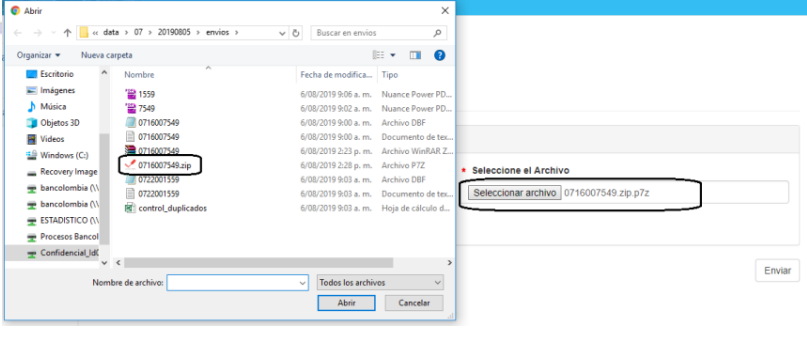 Abrir
« data › 07 › 20190805 › envios ›
Buscar en envios
Organizar
Nueva carpeta
Escritorio
Imágenes
Música
Objetos 3D
Videos
Windows (C:)
Recovery Image
bancolombia (\\
bancolombia (\\
ESTADISTICO (\\
Procesos Bancol
Confidencial_Id
Nombre Fecha de modifica... Tipo
1559 6/08/2019 9:06 a. m. Nuance Power PD...
7549 6/08/2019 9:02 a. m. Nuance Power PD...
0716007549 6/08/2019 9:00 a. m. Archivo DBF
0716007549 6/08/2019 9:00 a. m. Documento de tex...
0716007549 6/08/2019 2:23 p. m. Archivo WinRAR Z...
0716007549.zip 6/08/2019 2:28 p. m. Archivo P7Z
0722001559 6/08/2019 9:03 a. m. Archivo DBF
0722001559 6/08/2019 9:03 a. m. Documento de tex...
control_duplicados 6/08/2019 9:03 a. m. Hoja de cálculo d...
Nombre de archivo:
Todos los archivos
Abrir
Cancelar
* Seleccione el Archivo
Seleccionar archivo 0716007549.zip.p7z
Enviar